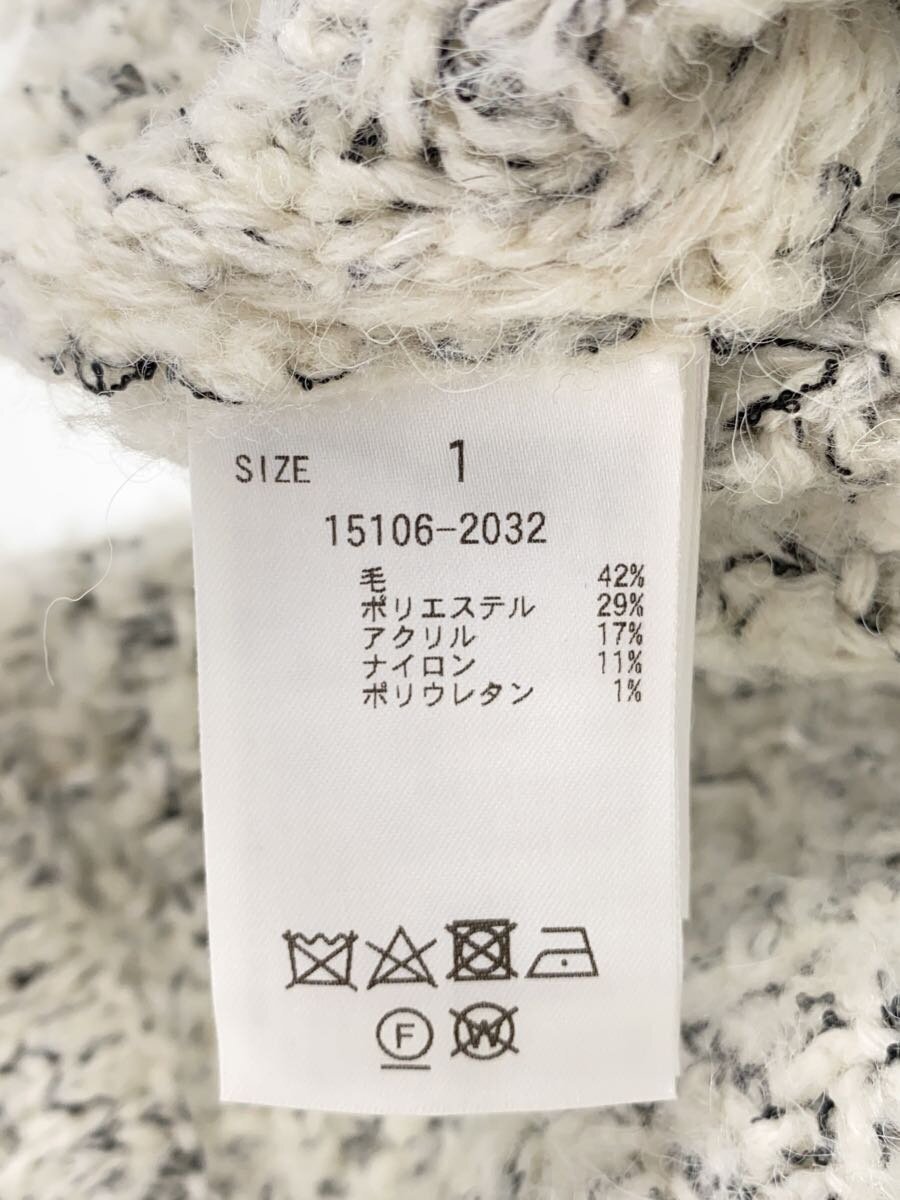 SIZE 1
15106-2032
毛 42%
ポリエステル 29%
アクリル 17%
ナイロン 11%
ポリウレタン 1%
F W